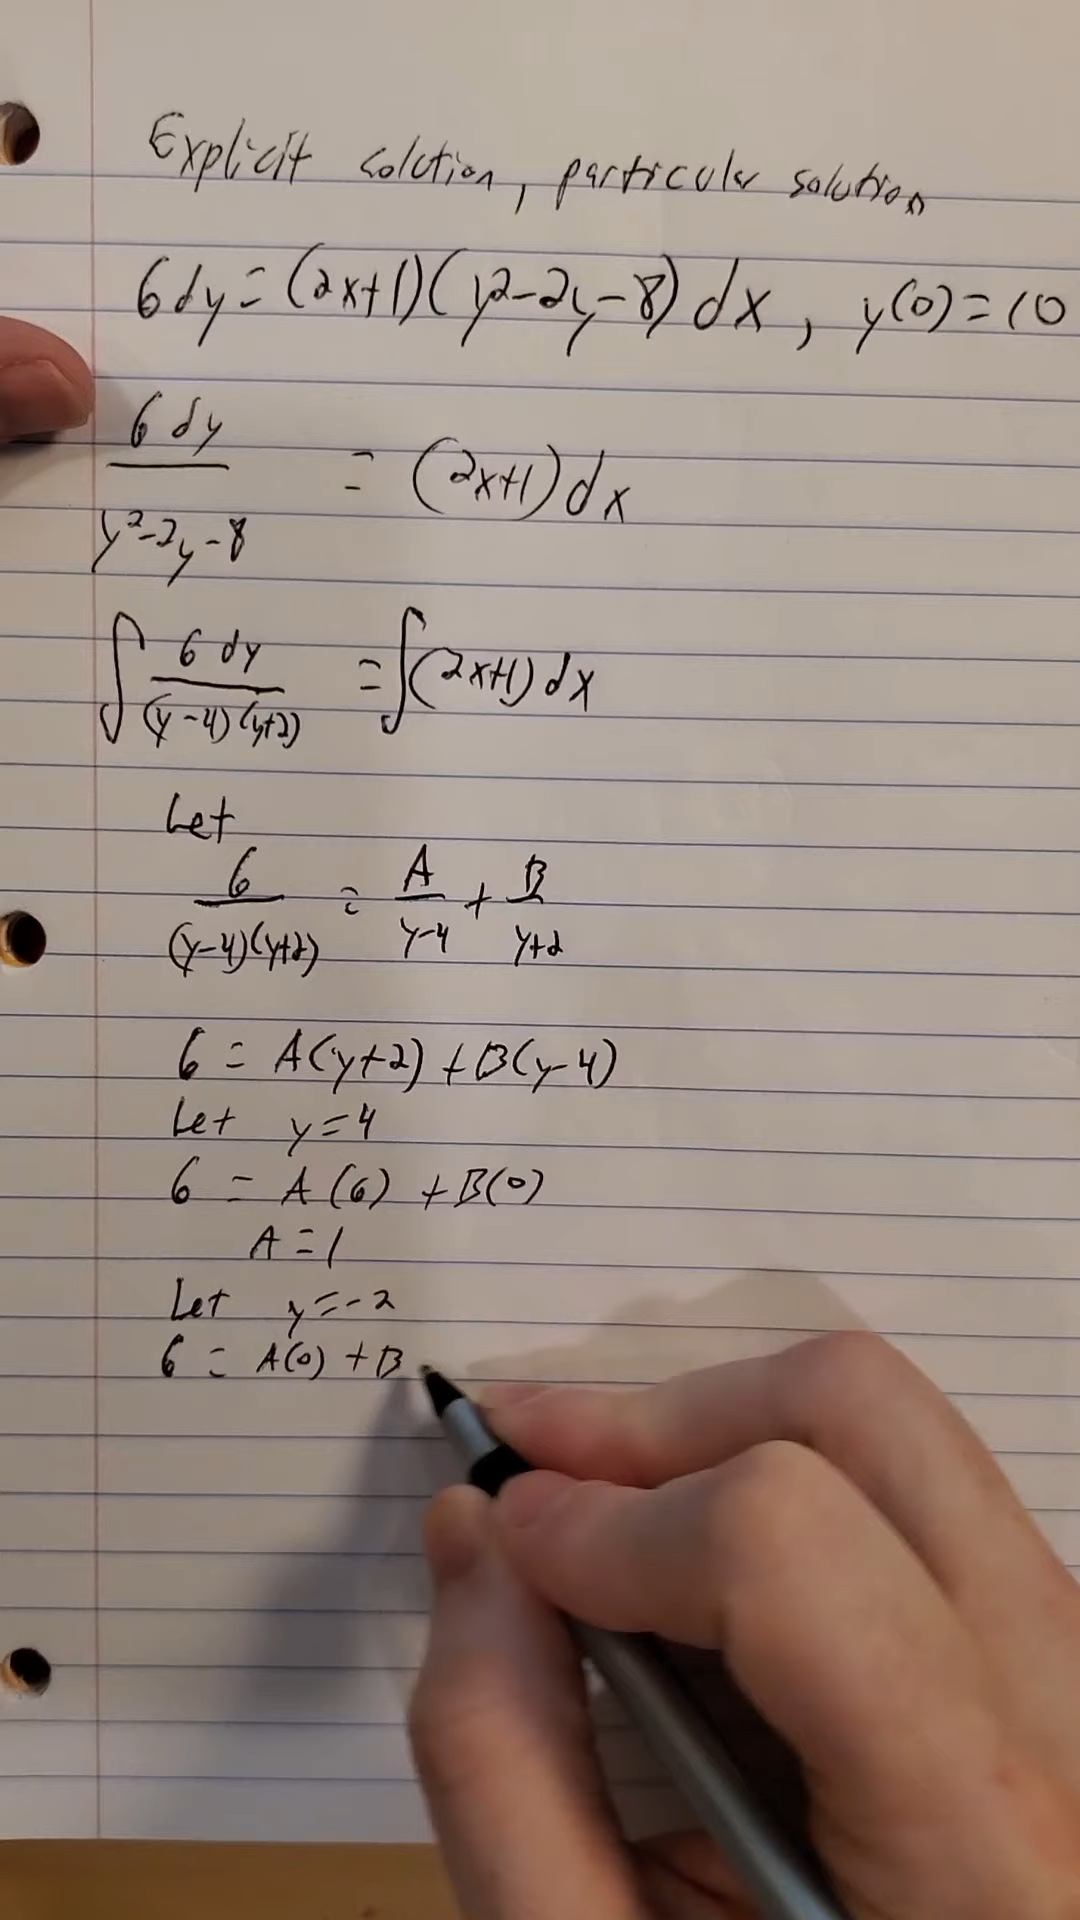 Explicit solution, particular solution
6dy = (2x+1)(y²-2y-8)dx, y(0)=10
6 dy / y²-2y-8 = (2x+1)dx
∫ 6 dy / (y-4)(y+2) = ∫(2x+1)dx
Let
6 / (y-4)(y+2) = A / y-4 + B / y+2
6 = A(y+2) + B(y-4)
Let y=4
6 = A(6) + B(0)
A=1
Let y=-2
6 = A(0) + B